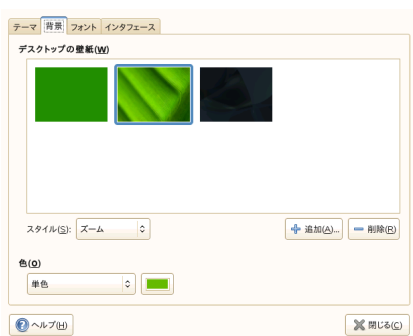 テーマ 背景 フォント インタフェース
デスクトップの壁紙(W)
スタイル(S): ズーム 追加(A)... 削除(R)
色(O)
単色
ヘルプ(H) 閉じる(C)